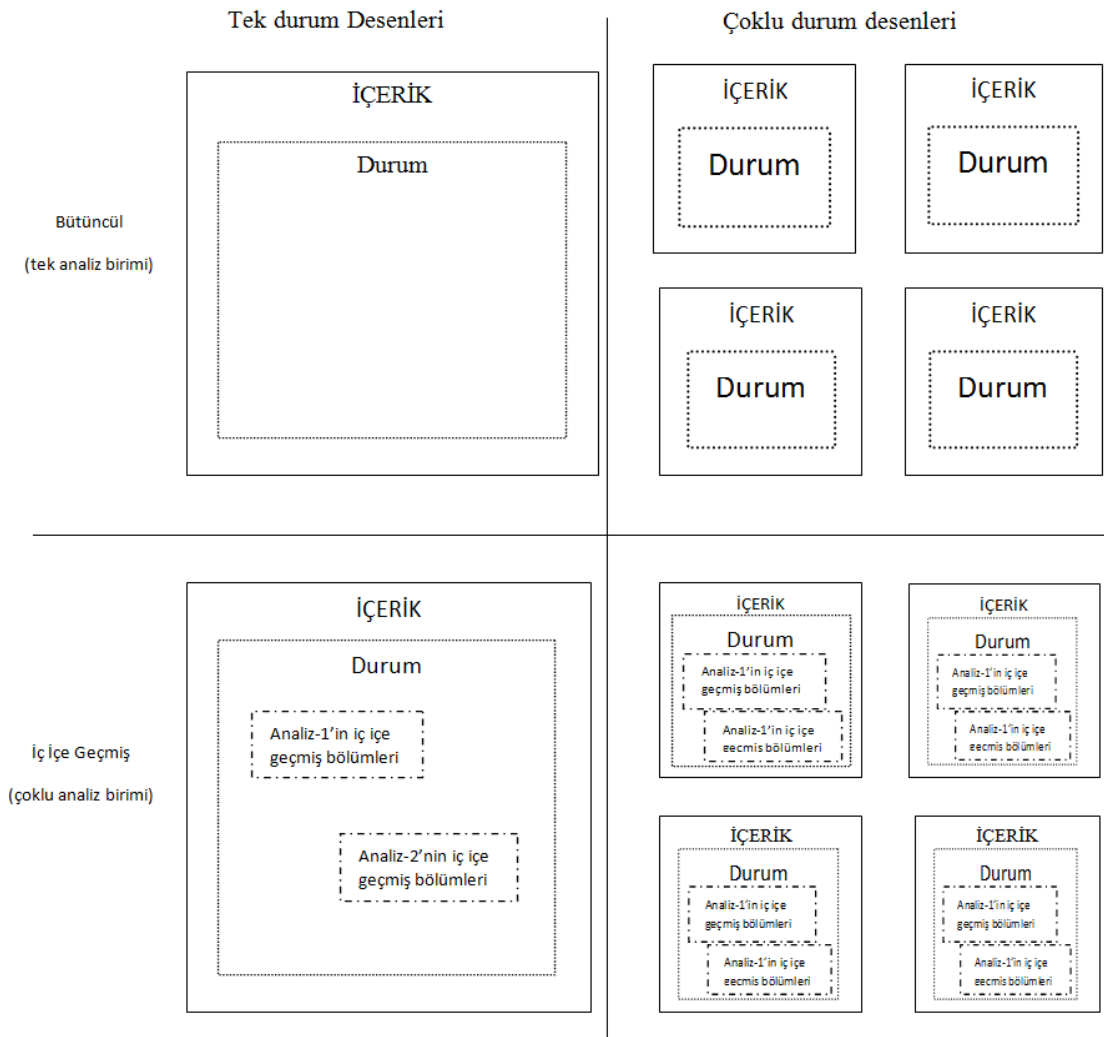 Tek durum Desenleri
Çoklu durum desenleri
İÇERİK
Durum
İÇERİK
Durum
İÇERİK
Durum
Bütüncül
(tek analiz birimi)
İÇERİK
Durum
İÇERİK
Durum
İÇERİK
Durum
Analiz-1'in iç içe
geçmiş bölümleri
Analiz-2'nin iç içe
geçmiş bölümleri
İç İçe Geçmiş
(çoklu analiz birimi)
İÇERİK
Durum
Analiz-1'in iç içe
geçmiş bölümleri
Analiz-1'in iç içe
geçmiş bölümleri
İÇERİK
Durum
Analiz-1'in iç içe
geçmiş bölümleri
Analiz-1'in iç içe
geçmiş bölümleri
İÇERİK
Durum
Analiz-1'in iç içe
geçmiş bölümleri
Analiz-1'in iç içe
geçmiş bölümleri
İÇERİK
Durum
Analiz-1'in iç içe
geçmiş bölümleri
Analiz-1'in iç içe
geçmiş bölümleri